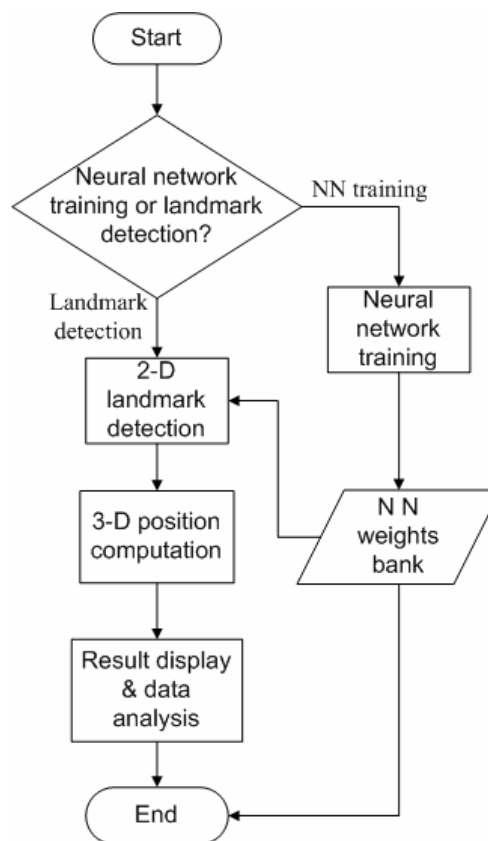 Start
Neural network
training or landmark
detection?
NN training
Landmark
detection
Neural
network
training
2-D
landmark
detection
N N
weights
bank
3-D position
computation
Result display
& data
analysis
End